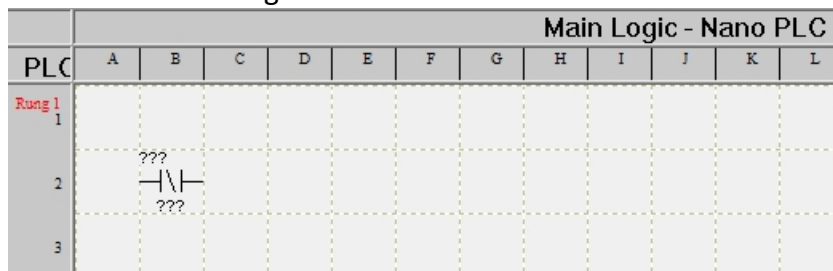 Main Logic - Nano PLC
PLC
A B C D E F G H I J K L
Rung 1
1
???
2
???
3